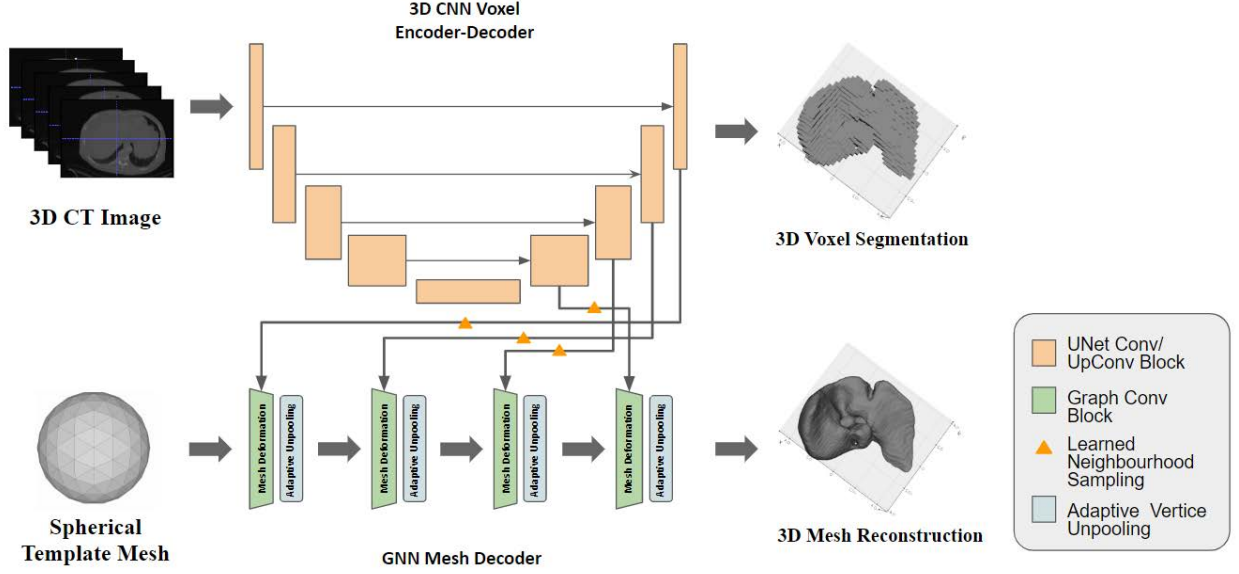 3D CNN Voxel
Encoder-Decoder
3D CT Image
3D Voxel Segmentation
Mesh Deformation
Adaptive Unpooling
Mesh Deformation
Adaptive Unpooling
Mesh Deformation
Adaptive Unpooling
Mesh Deformation
Adaptive Unpooling
Spherical
Template Mesh
GNN Mesh Decoder
3D Mesh Reconstruction
UNet Conv/
UpConv Block
Graph Conv
Block
Learned
Neighbourhood
Sampling
Adaptive Vertice
Unpooling